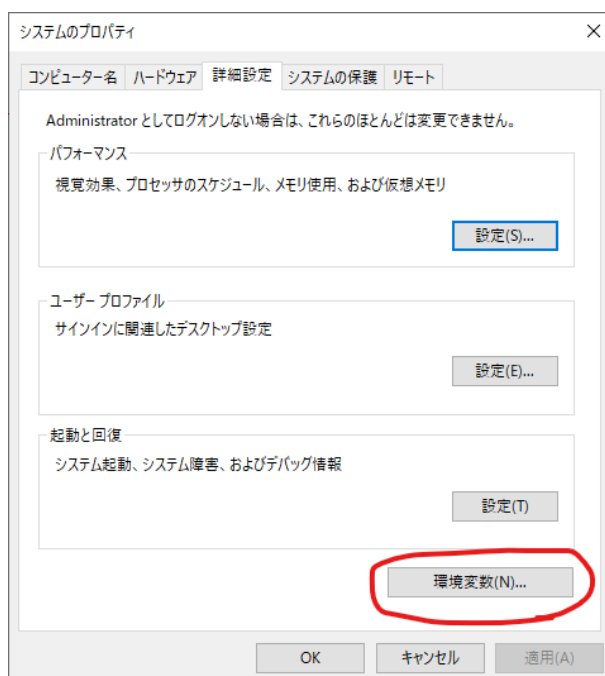 システムのプロパティ
コンピューター名 ハードウェア 詳細設定 システムの保護 リモート
Administrator としてログオンしない場合は、これらのほとんどは変更できません。
パフォーマンス
視覚効果、プロセッサのスケジュール、メモリ使用、および仮想メモリ
設定(S)...
ユーザー プロファイル
サインインに関連したデスクトップ設定
設定(E)...
起動と回復
システム起動、システム障害、およびデバッグ情報
設定(T)
環境変数(N)...
OK キャンセル 適用(A)